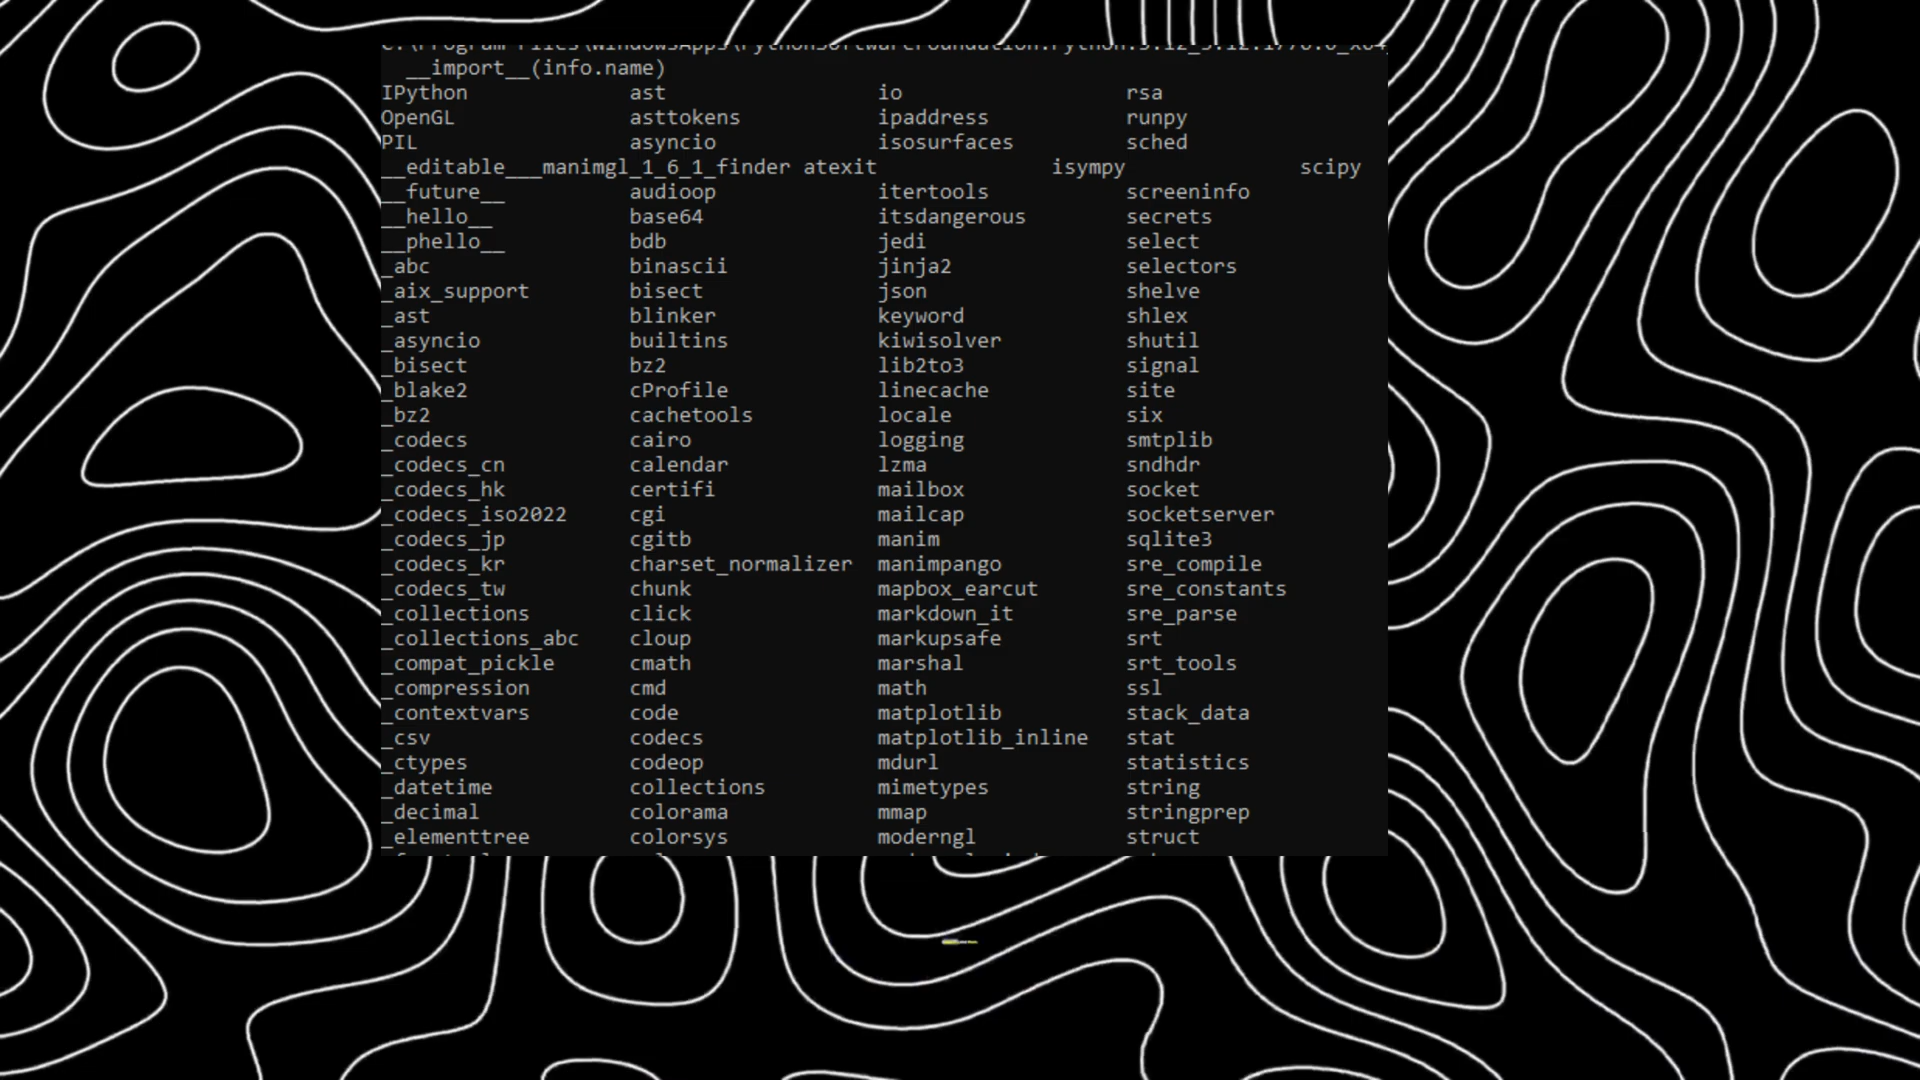 __import__(info.name)
IPython ast io rsa
OpenGL asttokens ipaddress runpy
PIL asyncio isosurfaces sched
__editable___manimgl_1_6_1_finder atexit isympy scipy
__future__ audioop itertools screeninfo
__hello__ base64 itsdangerous secrets
__phello__ bdb jedi select
_abc binascii jinja2 selectors
_aix_support bisect json shelve
_ast blinker keyword shlex
_asyncio builtins kiwisolver shutil
_bisect bz2 lib2to3 signal
_blake2 cProfile linecache site
_bz2 cachetools locale six
_codecs cairo logging smtplib
_codecs_cn calendar lzma sndhdr
_codecs_hk certifi mailbox socket
_codecs_iso2022 cgi mailcap socketserver
_codecs_jp cgitb manim sqlite3
_codecs_kr charset_normalizer manimpango sre_compile
_codecs_tw chunk mapbox_earcut sre_constants
_collections click markdown_it sre_parse
_collections_abc cloup markupsafe srt
_compat_pickle cmath marshal srt_tools
_compression cmd math ssl
_contextvars code matplotlib stack_data
_csv codecs matplotlib_inline stat
_ctypes codeop mdurl statistics
_datetime collections mimetypes string
_decimal colorama mmap stringprep
_elementtree colorsys moderngl struct